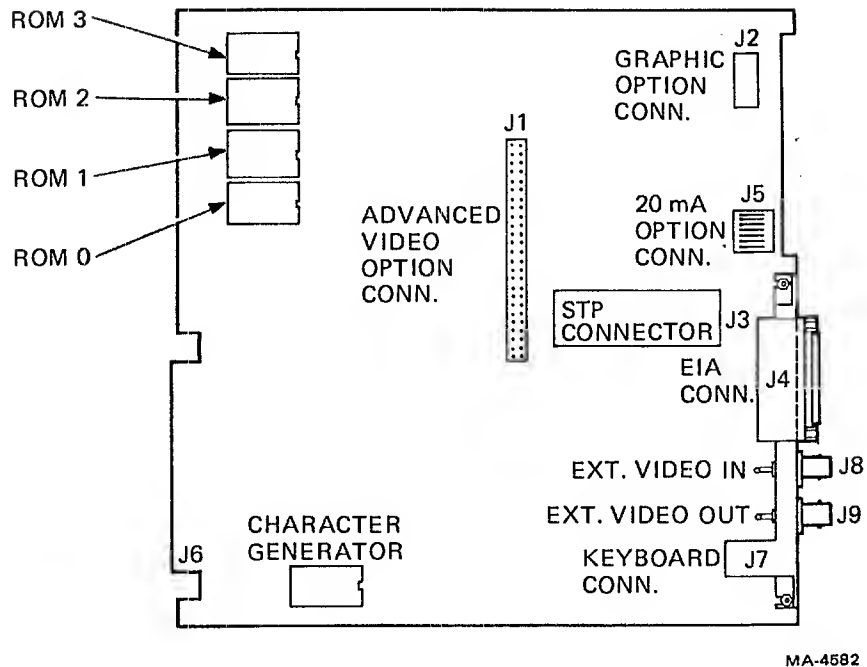 ROM 3
ROM 2
ROM 1
ROM 0
J2
GRAPHIC
OPTION
CONN.
J1
ADVANCED
VIDEO
OPTION
CONN.
J5
20 mA
OPTION
CONN.
STP
CONNECTOR
J3
EIA
CONN.
J4
EXT. VIDEO IN
J8
EXT. VIDEO OUT
J9
CHARACTER
GENERATOR
J6
KEYBOARD
CONN.
J7
MA-4582